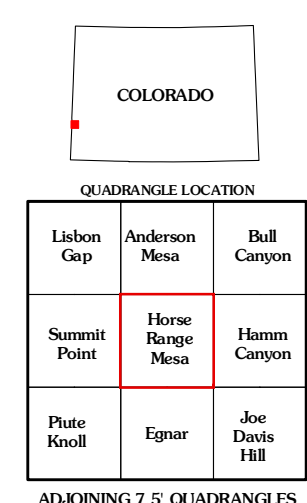 COLORADO
QUADRANGLE LOCATION
Lisbon
Gap
Anderson
Mesa
Bull
Canyon
Summit
Point
Horse
Range
Mesa
Hamm
Canyon
Piute
Knoll
Egnar
Joe
Davis
Hill
ADJOINING 7.5' QUADRANGLES